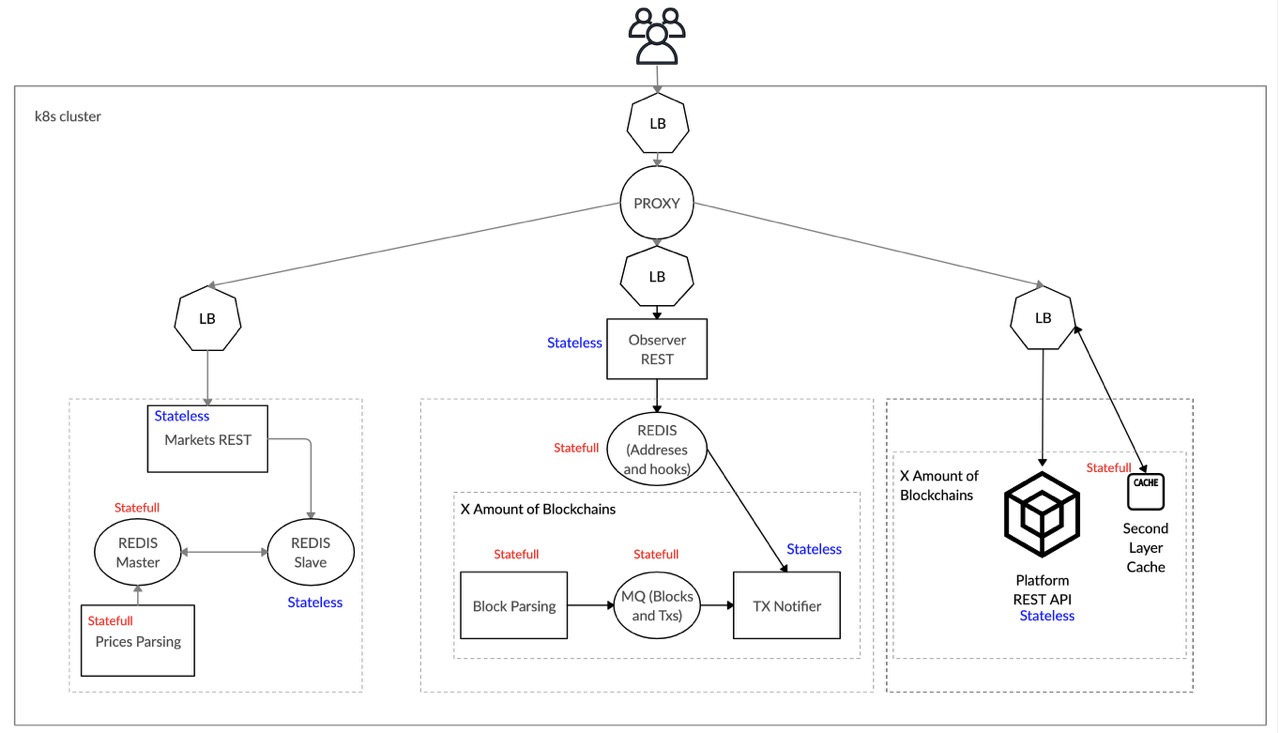 k8s cluster
LB
PROXY
LB
LB
LB
Stateless
Observer
REST
Stateless
Markets REST
Statefull
REDIS
Master
REDIS
Slave
Stateless
Statefull
Prices Parsing
Statefull
REDIS
(Addreses
and hooks)
X Amount of Blockchains
Statefull
Block Parsing
Statefull
MQ (Blocks
and Txs)
Stateless
TX Notifier
X Amount of
Blockchains
Platform
REST API
Stateless
Statefull
CACHE
Second
Layer
Cache